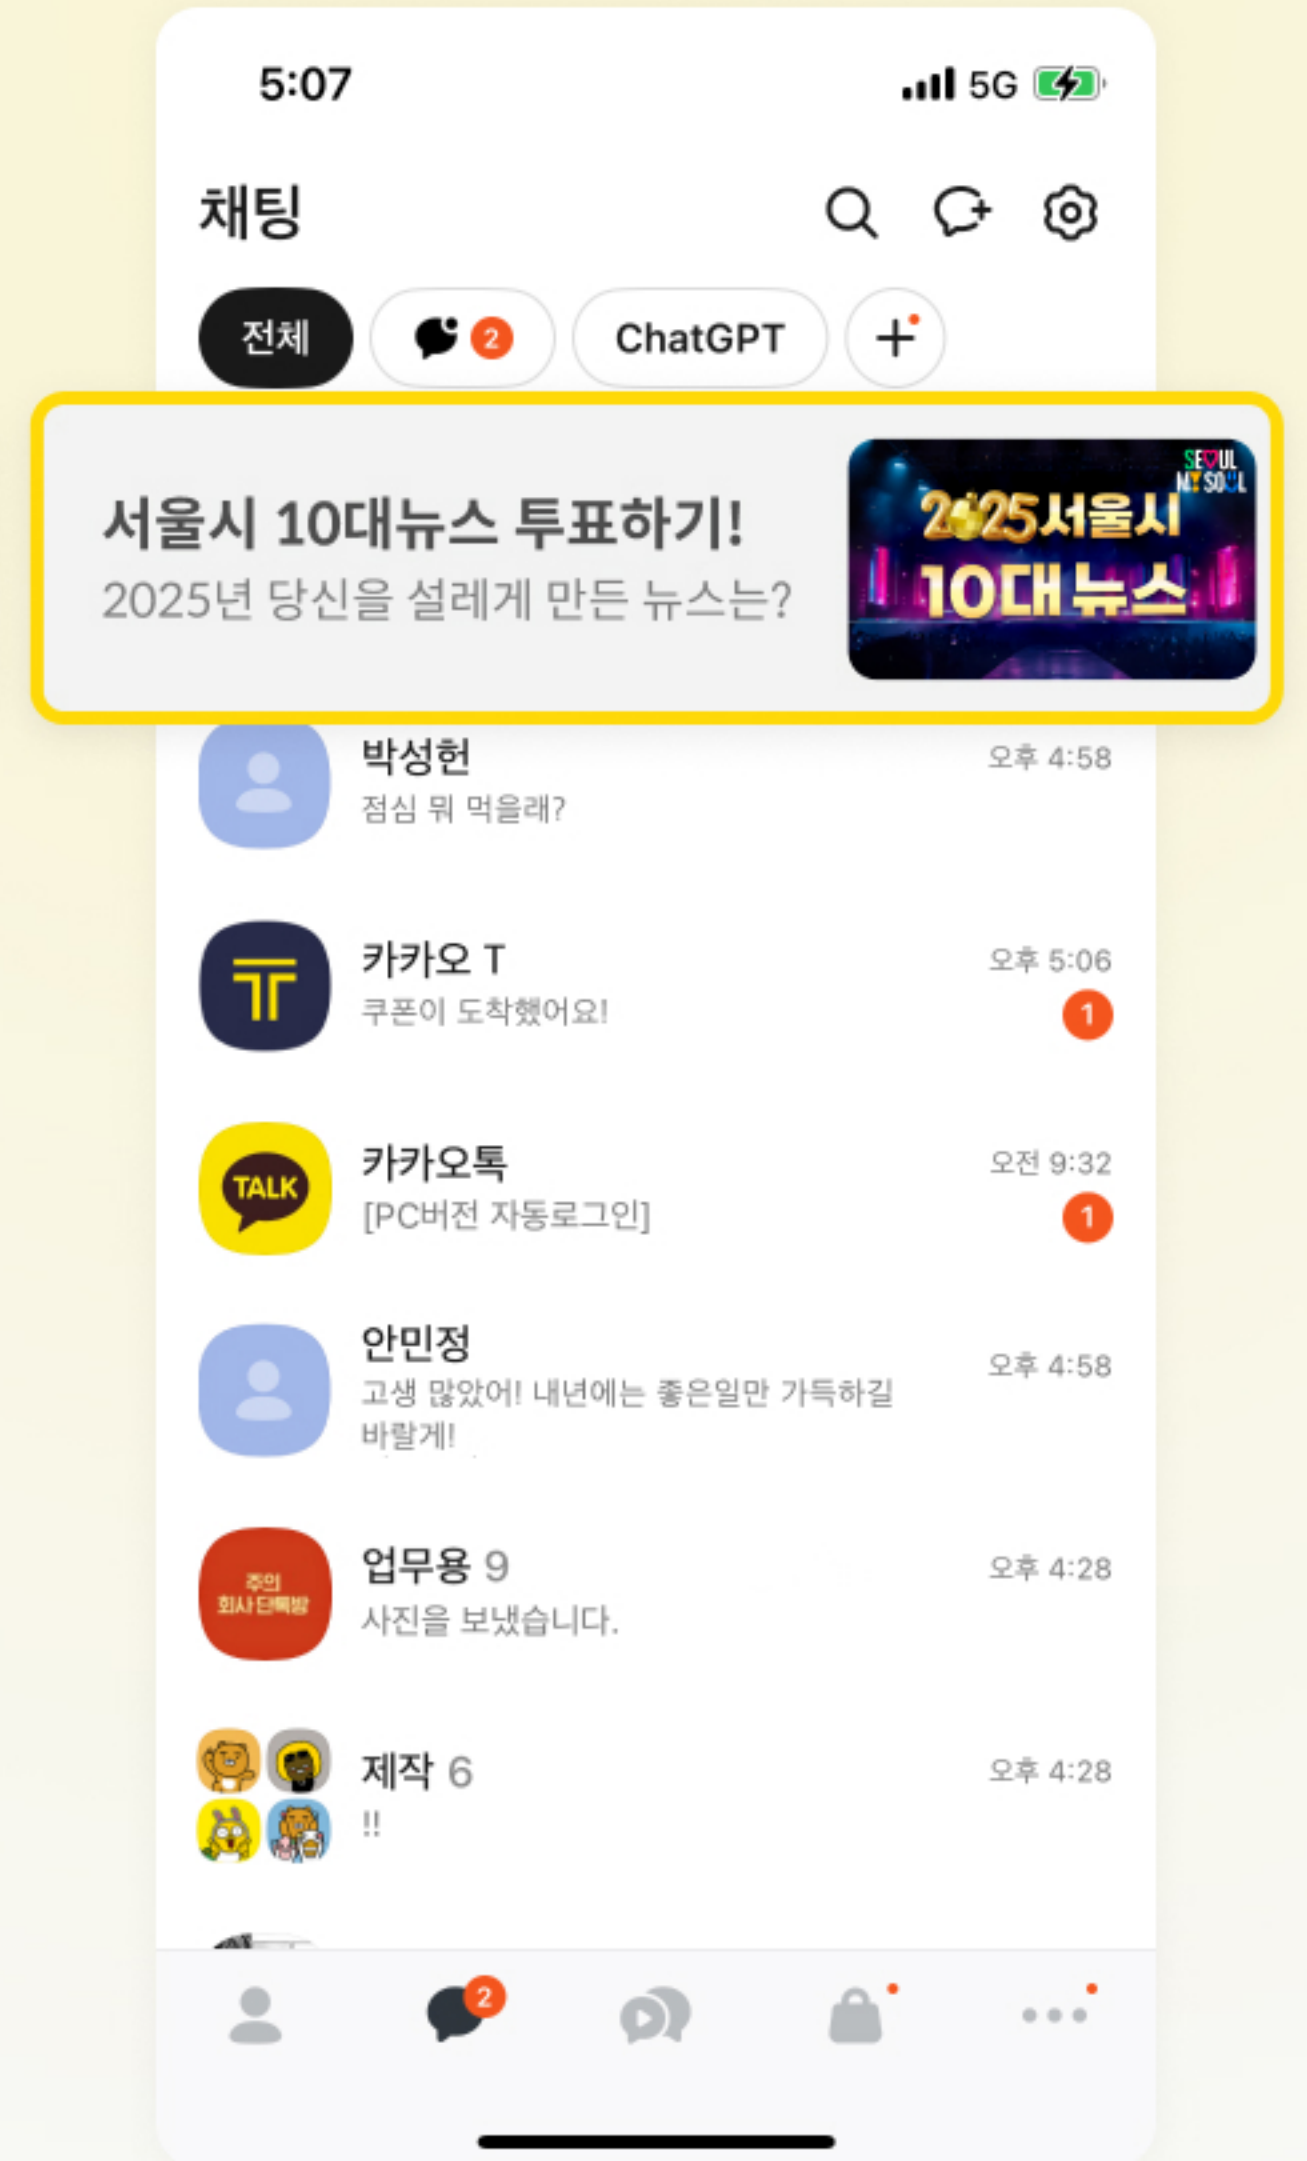 5:07
5G
채팅
전체
2
ChatGPT
서울시 10대뉴스 투표하기!
2025년 당신을 설레게 만든 뉴스는?
SEOUL
MY SOUL
2025서울시
10대 뉴스
박성헌
오후 4:58
점심 뭐 먹을래?
카카오 T
오후 5:06
쿠폰이 도착했어요!
1
T
카카오톡
오전 9:32
TALK
[PC버전 자동로그인]
1
안민정
오후 4:58
고생 많았어! 내년에는 좋은일만 가득하길
바랄게!
업무용 9
오후 4:28
주의
회사 단톡방
사진을 보냈습니다.
제작 6
오후 4:28
!!
2